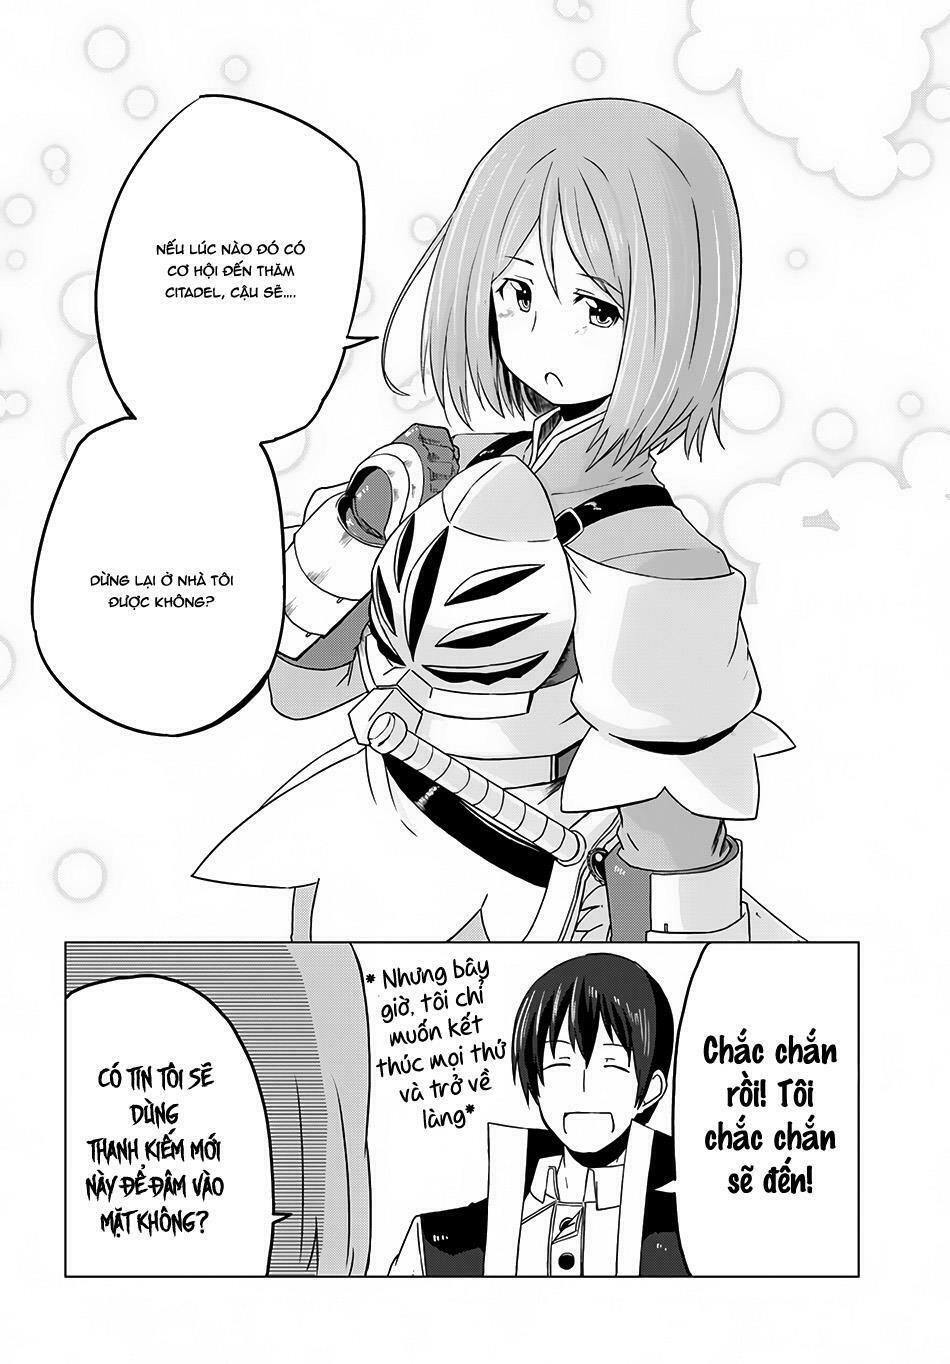 NẾU LÚC NÀO ĐÓ CÓ
CƠ HỘI ĐẾN THĂM
CITADEL, CẬU SẼ....
DỪNG LẠI Ở NHÀ TÔI
ĐƯỢC KHÔNG?
Chắc chắn
rồi! Tôi
chắc chắn
sẽ đến!
* Nhưng bây
giờ, tôi chỉ
muốn kết
thúc mọi thứ
và trở về
làng*
CÓ TIN TÔI SẼ
DÙNG
THANH KIẾM MỚI
NÀY ĐỂ ĐÂM VÀO
MẶT KHÔNG?